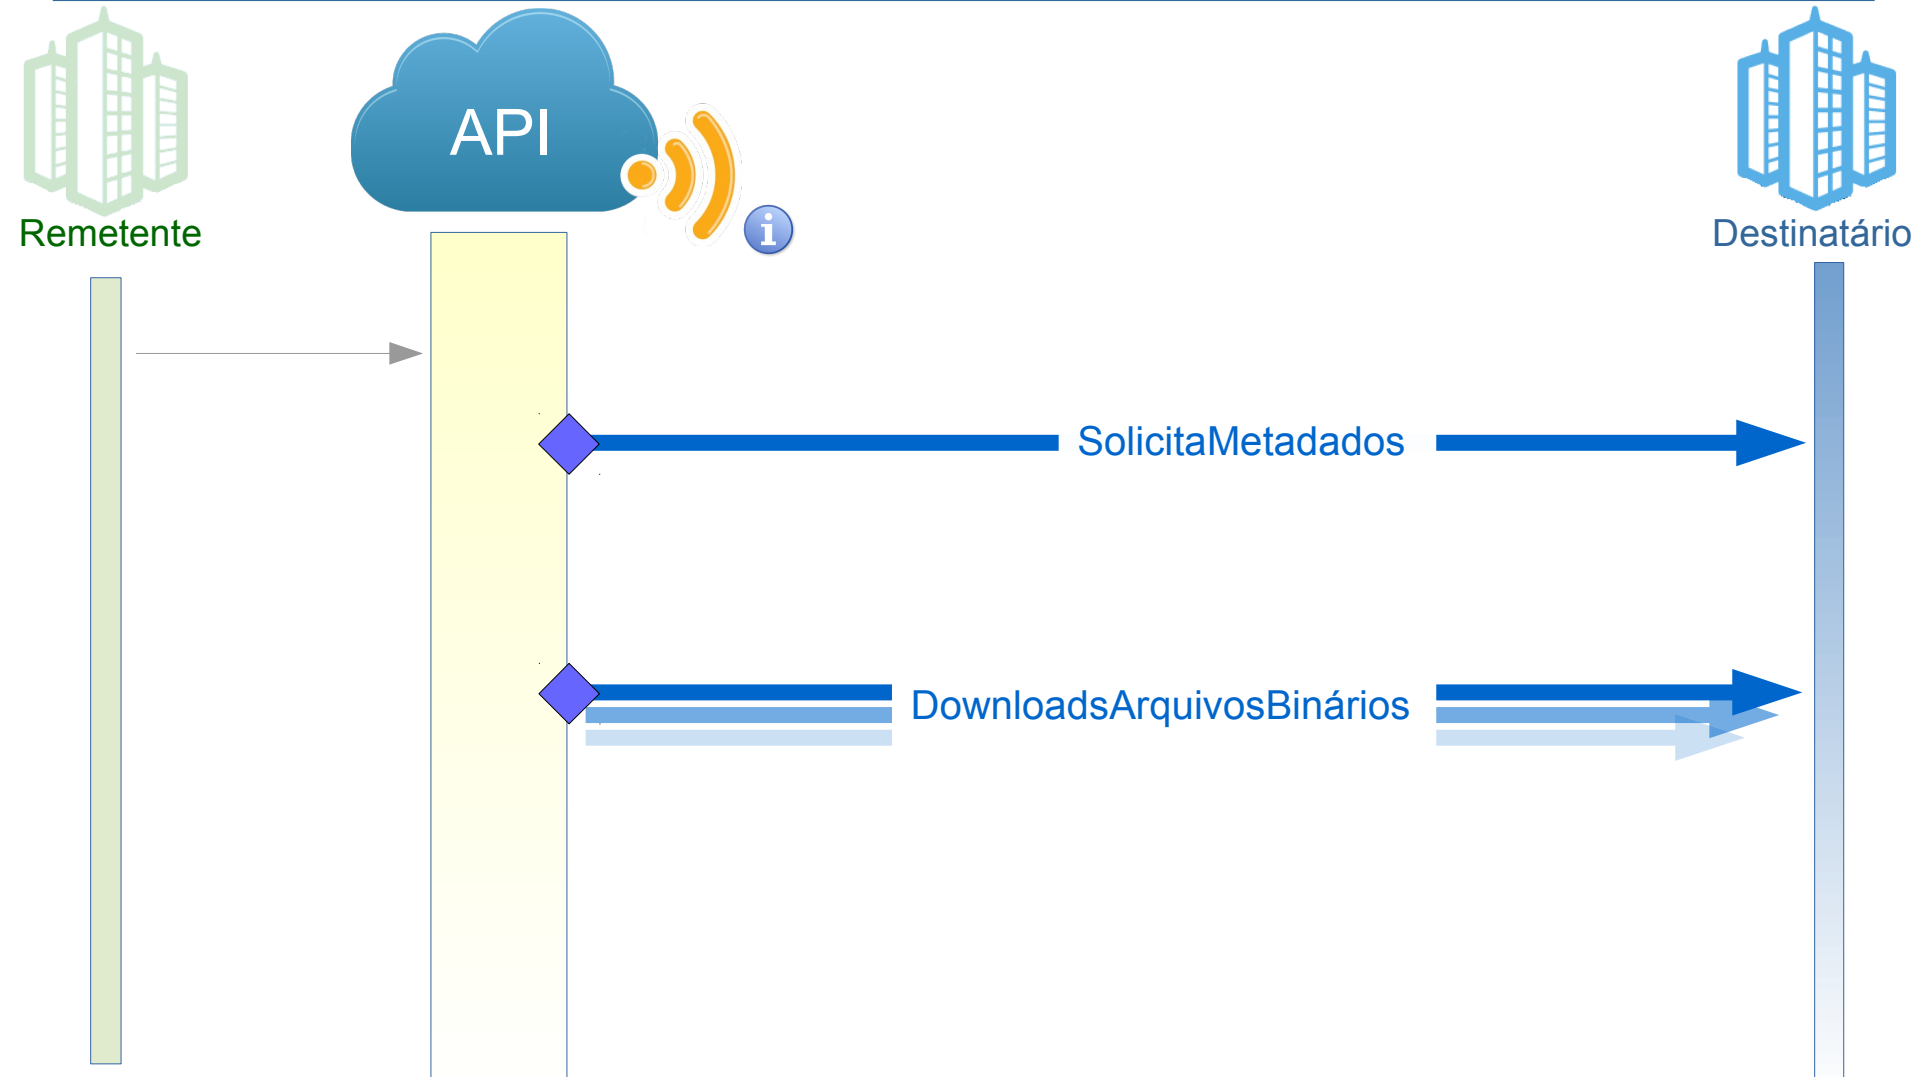 API
i
Remetente
Destinatário
SolicitaMetadados
DownloadsArquivosBinários